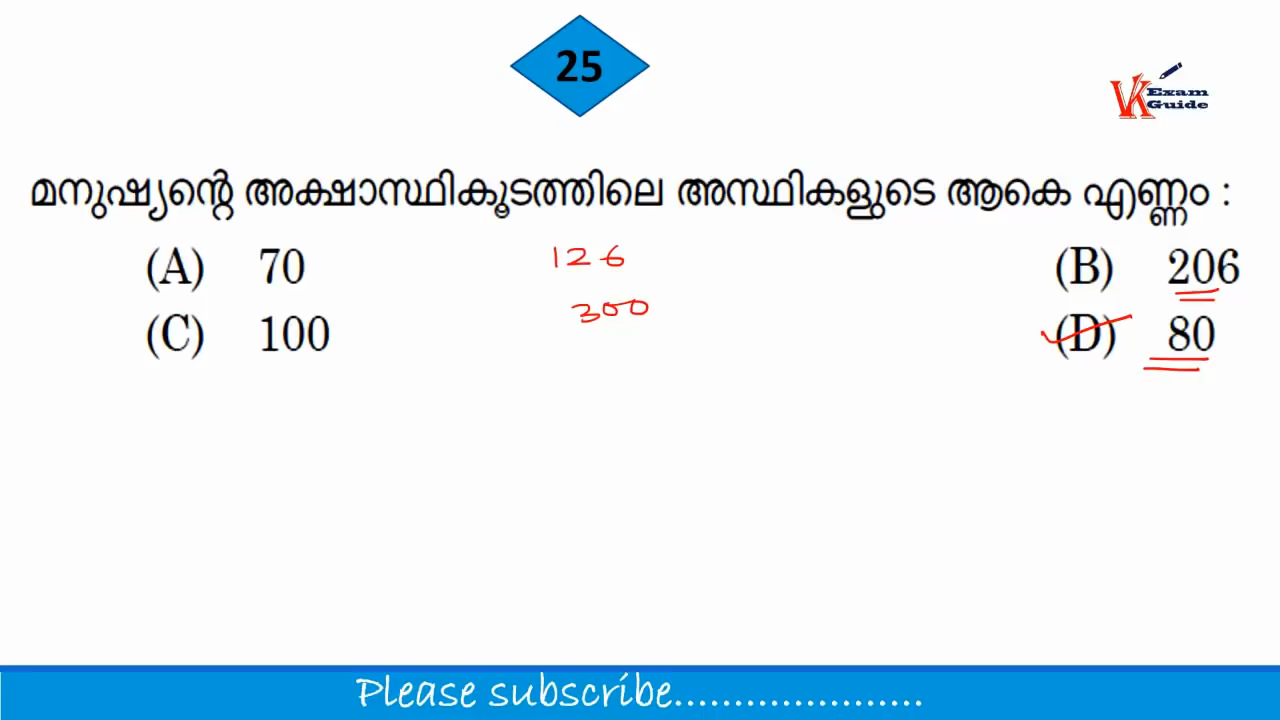 25
VK Exam Guide
മനുഷ്യന്റെ അക്ഷാസ്ഥികൂടത്തിലെ അസ്ഥികളുടെ ആകെ എണ്ണം :
(A) 70 126 (B) 206
300
(C) 100 (D) 80
Please subscribe......................